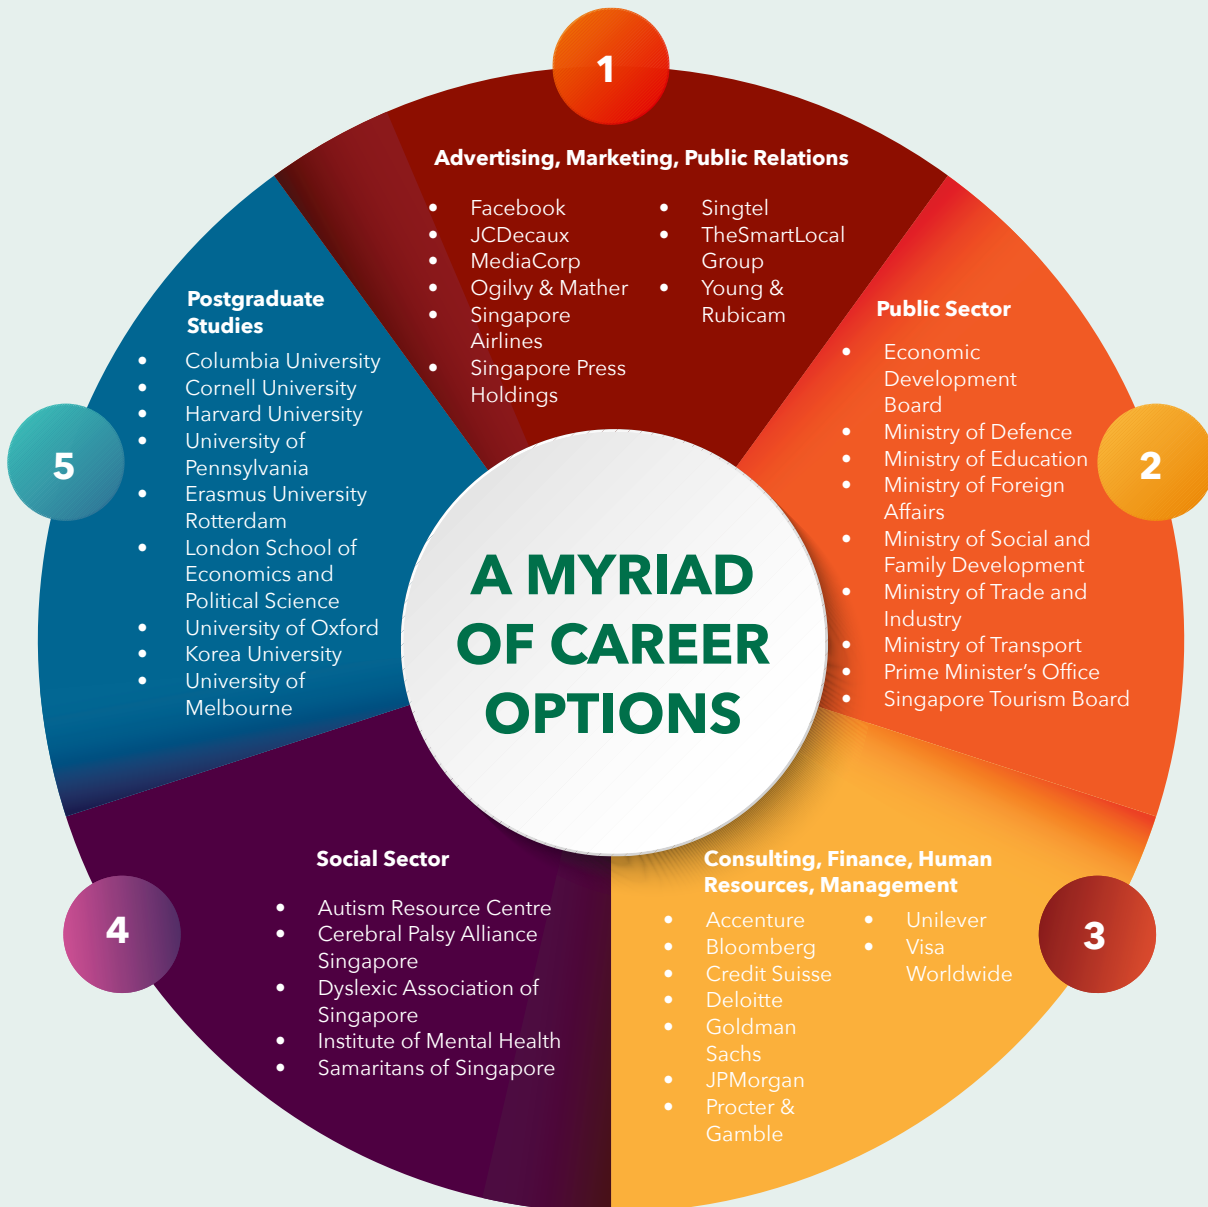 1
Advertising, Marketing, Public Relations
• Facebook
• JCDecaux
• MediaCorp
• Ogilvy & Mather
• Singapore
Airlines
• Singapore Press
Holdings
• Singtel
• TheSmartLocal
Group
• Young &
Rubicam
2
Public Sector
• Economic
Development
Board
• Ministry of Defence
• Ministry of Education
• Ministry of Foreign
Affairs
• Ministry of Social and
Family Development
• Ministry of Trade and
Industry
• Ministry of Transport
• Prime Minister’s Office
• Singapore Tourism Board
3
Consulting, Finance, Human
Resources, Management
• Accenture
• Bloomberg
• Credit Suisse
• Deloitte
• Goldman
Sachs
• JPMorgan
• Procter &
Gamble
• Unilever
• Visa
Worldwide
4
Social Sector
• Autism Resource Centre
• Cerebral Palsy Alliance
Singapore
• Dyslexic Association of
Singapore
• Institute of Mental Health
• Samaritans of Singapore
5
Postgraduate
Studies
• Columbia University
• Cornell University
• Harvard University
• University of
Pennsylvania
• Erasmus University
Rotterdam
• London School of
Economics and
Political Science
• University of Oxford
• Korea University
• University of
Melbourne
A MYRIAD
OF CAREER
OPTIONS